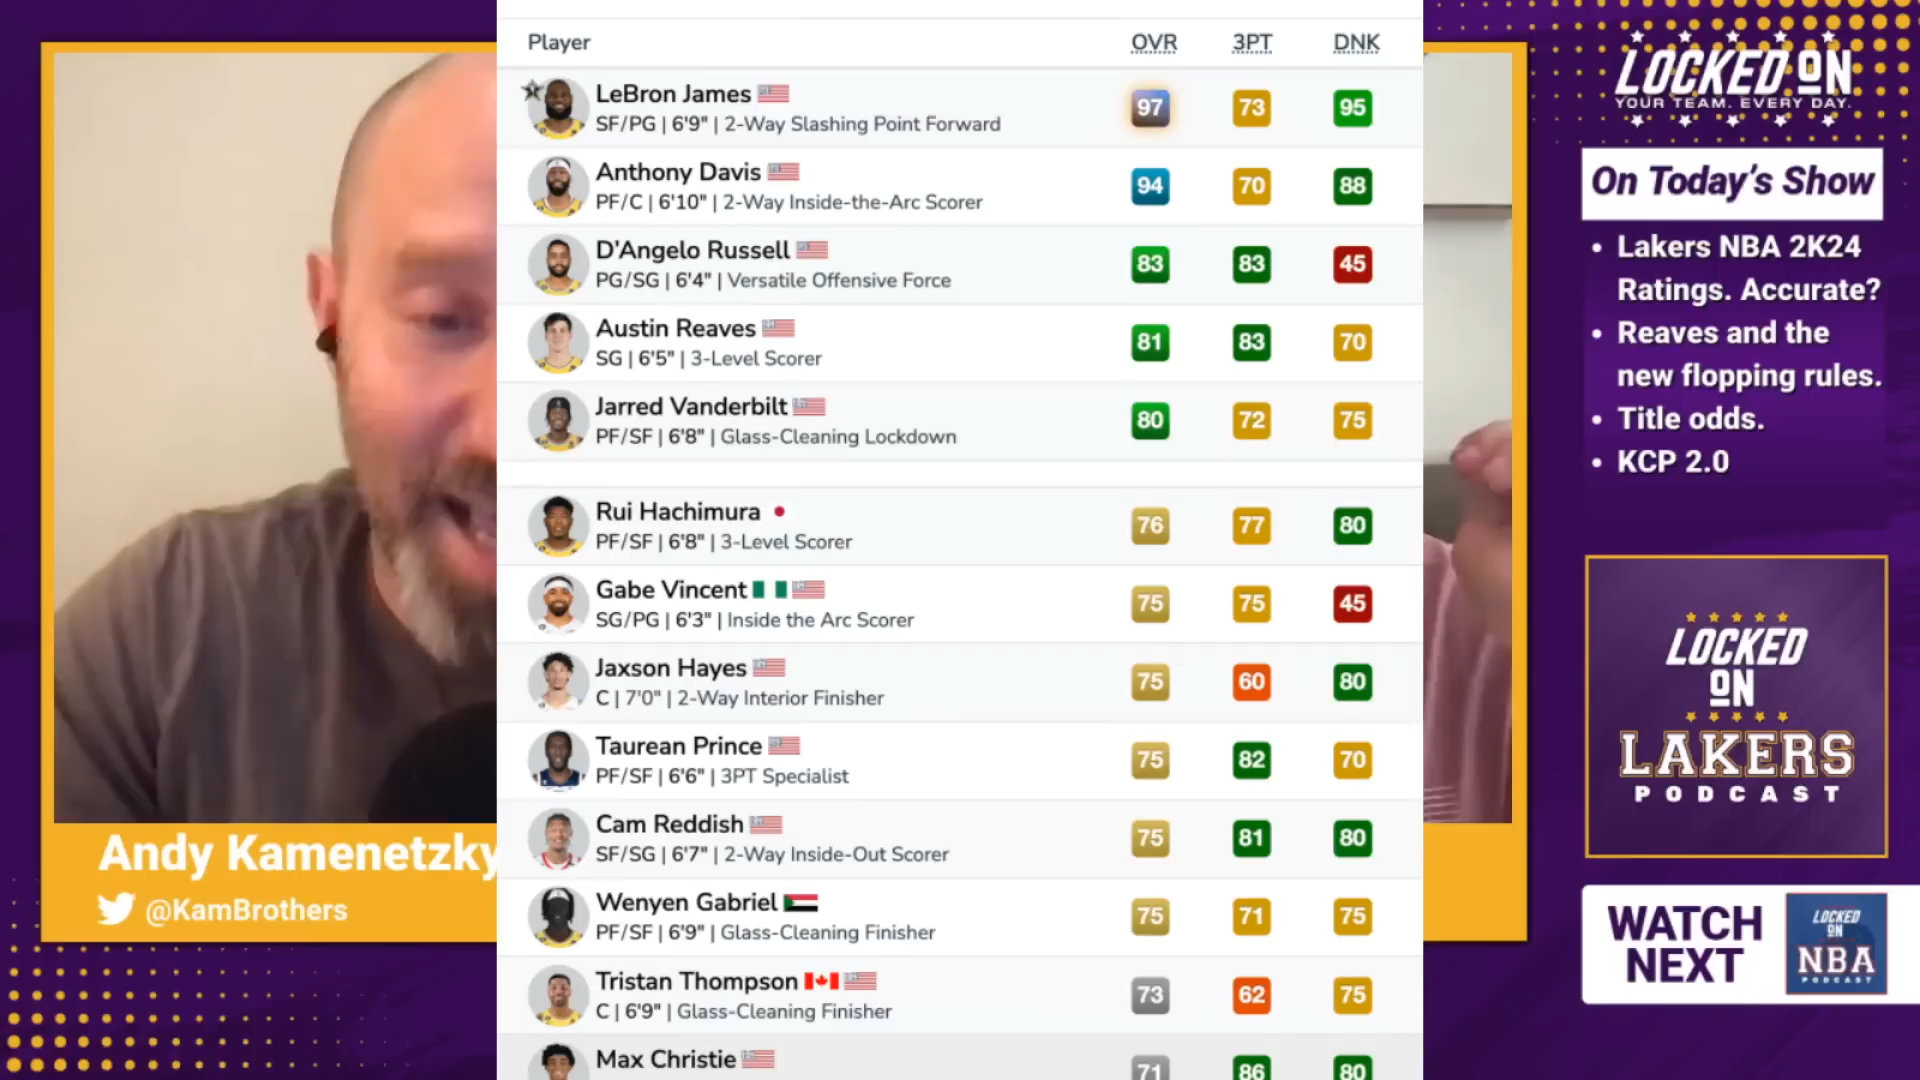 Player OVR 3PT DNK
LeBron James
SF/PG | 6'9" | 2-Way Slashing Point Forward
97 73 95
Anthony Davis
PF/C | 6'10" | 2-Way Inside-the-Arc Scorer
94 70 88
D'Angelo Russell
PG/SG | 6'4" | Versatile Offensive Force
83 83 45
Austin Reaves
SG | 6'5" | 3-Level Scorer
81 83 70
Jarred Vanderbilt
PF/SF | 6'8" | Glass-Cleaning Lockdown
80 72 75
Rui Hachimura
PF/SF | 6'8" | 3-Level Scorer
76 77 80
Gabe Vincent
SG/PG | 6'3" | Inside the Arc Scorer
75 75 45
Jaxson Hayes
C | 7'0" | 2-Way Interior Finisher
75 60 80
Taurean Prince
PF/SF | 6'6" | 3PT Specialist
75 82 70
Cam Reddish
SF/SG | 6'7" | 2-Way Inside-Out Scorer
75 81 80
Wenyen Gabriel
PF/SF | 6'9" | Glass-Cleaning Finisher
75 71 75
Tristan Thompson
C | 6'9" | Glass-Cleaning Finisher
73 62 75
Max Christie
71 86 80
Andy Kamenetzky
@KamBrothers
LOCKED ON
YOUR TEAM. EVERY DAY.
On Today's Show
• Lakers NBA 2K24
Ratings. Accurate?
• Reaves and the
new flopping rules.
• Title odds.
• KCP 2.0
LOCKED
ON
LAKERS
PODCAST
WATCH
NEXT
LOCKED
ON
NBA
PODCAST